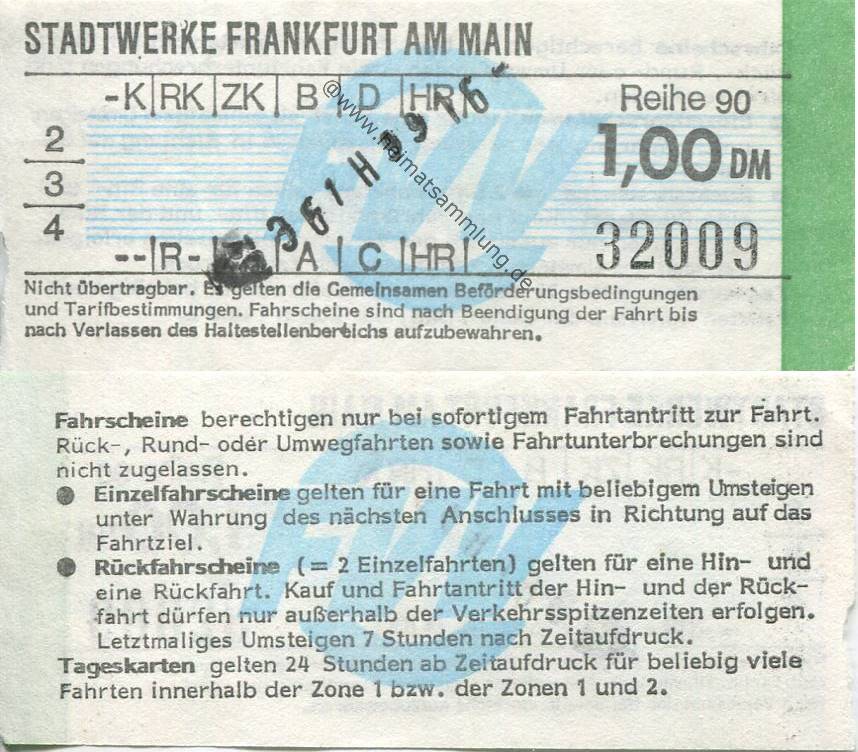 STADTWERKE FRANKFURT AM MAIN
-K RK ZK B D HR Reihe 90
2
3
4
1,00 DM
FVV
@www.heimatsammlung.de
--R- A C HR 32009
Nicht übertragbar. Es gelten die Gemeinsamen Beförderungsbedingungen
und Tarifbestimmungen. Fahrscheine sind nach Beendigung der Fahrt bis
nach Verlassen des Haltestellenbereichs aufzubewahren.
Fahrscheine berechtigen nur bei sofortigem Fahrtantritt zur Fahrt.
Rück-, Rund- oder Umwegfahrten sowie Fahrtunterbrechungen sind
nicht zugelassen.
● Einzelfahrscheine gelten für eine Fahrt mit beliebigem Umsteigen
unter Wahrung des nächsten Anschlusses in Richtung auf das
Fahrtziel.
● Rückfahrscheine (= 2 Einzelfahrten) gelten für eine Hin- und
eine Rückfahrt. Kauf und Fahrtantritt der Hin- und der Rück-
fahrt dürfen nur außerhalb der Verkehrsspitzenzeiten erfolgen.
Letztmaliges Umsteigen 7 Stunden nach Zeitaufdruck.
Tageskarten gelten 24 Stunden ab Zeitaufdruck für beliebig viele
Fahrten innerhalb der Zone 1 bzw. der Zonen 1 und 2.
FVV